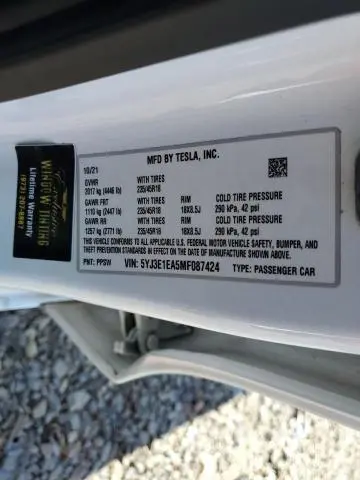 MFD BY TESLA, INC.
10/21
GVWR WITH TIRES
2017 kg (4446 lb) 235/45R18
GAWR FRT WITH TIRES RIM COLD TIRE PRESSURE
1110 kg (2447 lb) 235/45R18 18X8.5J 290 kPa, 42 psi
GAWR RR WITH TIRES RIM COLD TIRE PRESSURE
1257 kg (2771 lb) 235/45R18 18X8.5J 290 kPa, 42 psi
THIS VEHICLE CONFORMS TO ALL APPLICABLE U.S. FEDERAL MOTOR VEHICLE SAFETY, BUMPER, AND
THEFT PREVENTION STANDARDS IN EFFECT ON THE DATE OF MANUFACTURE SHOWN ABOVE.
PNT: PPSW VIN: 5YJ3E1EA5MF087424 TYPE: PASSENGER CAR
WINDOW TINTING
Lifetime Warranty
(972) 207-8867